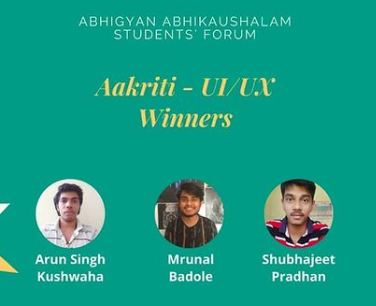 ABHIGYAN ABHIKAUSHALAM
STUDENTS' FORUM
Aakriti - UI/UX
Winners
Arun Singh
Kushwaha
Mrunal
Badole
Shubhajeet
Pradhan